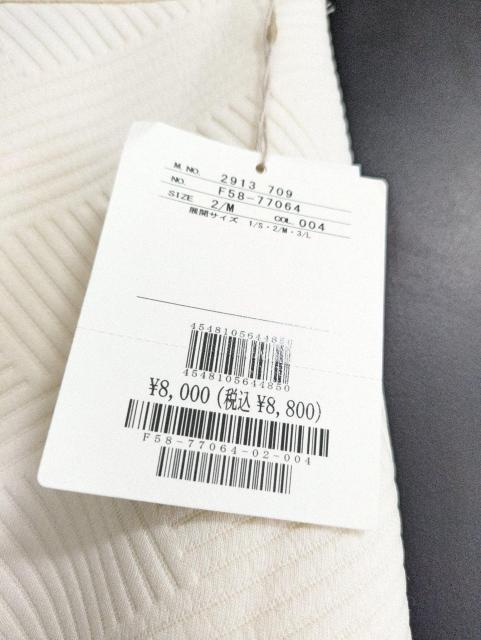 M. NO. 2913 709
NO. F58-77064
SIZE 2/M COL 004
展開サイズ 1/S・2/M・3/L
4548105644850
4548105644850
¥8,000(税込¥8,800)
F58-77064-02-004